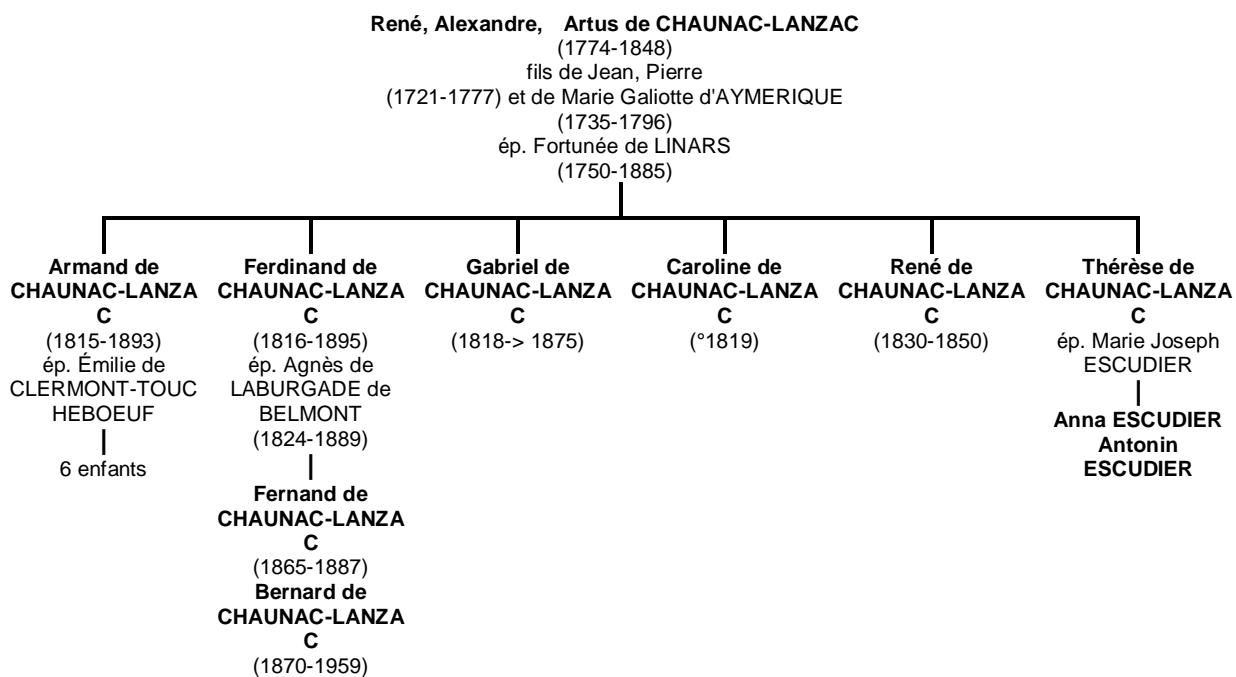 René, Alexandre, Artus de CHAUNAC-LANZAC
(1774-1848)
fils de Jean, Pierre
(1721-1777) et de Marie Galiotte d'AYMERIQUE
(1735-1796)
ép. Fortunée de LINARS
(1750-1885)
Armand de
CHAUNAC-LANZA
C
(1815-1893)
ép. Émilie de
CLERMONT-TOUC
HEBOEUF
6 enfants
Ferdinand de
CHAUNAC-LANZA
C
(1816-1895)
ép. Agnès de
LABURGADE de
BELMONT
(1824-1889)
Fernand de
CHAUNAC-LANZA
C
(1865-1887)
Bernard de
CHAUNAC-LANZA
C
(1870-1959)
Gabriel de
CHAUNAC-LANZA
C
(1818-> 1875)
Caroline de
CHAUNAC-LANZA
C
(°1819)
René de
CHAUNAC-LANZA
C
(1830-1850)
Thérèse de
CHAUNAC-LANZA
C
ép. Marie Joseph
ESCUDIER
Anna ESCUDIER
Antonin
ESCUDIER